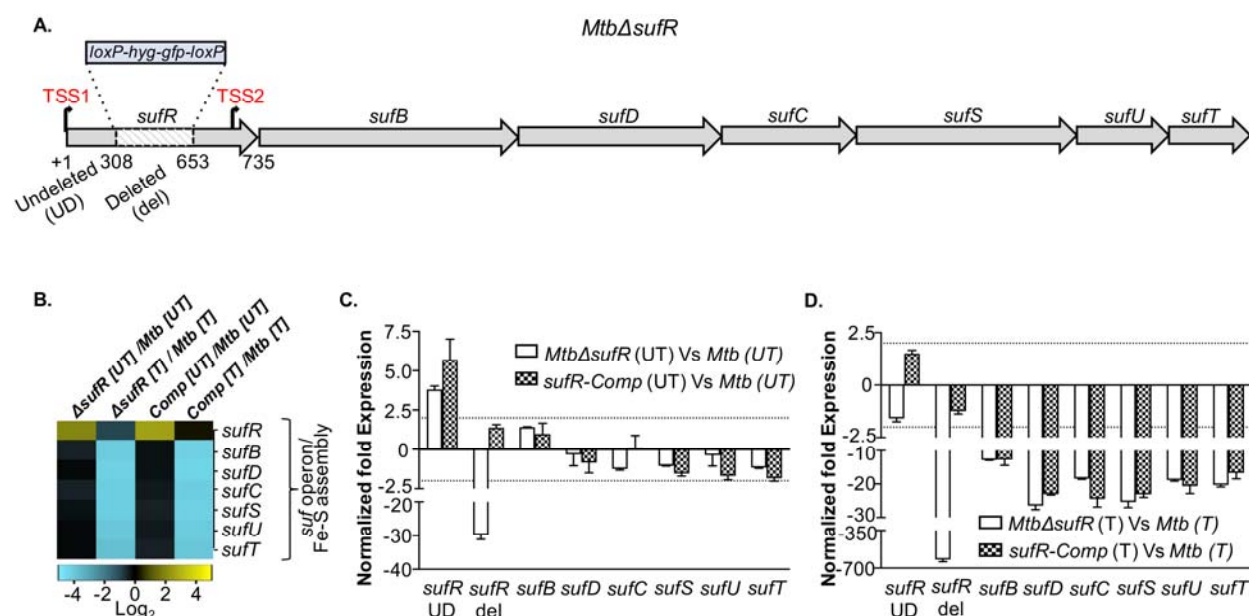 A.
MtbΔsufR
loxP-hyg-gfp-loxP
TSS1
sufR
TSS2
sufB
sufD
sufC
sufS
sufU
sufT
+1
308
653
735
Undeleted
(UD)
Deleted
(del)
B.
ΔsufR [UT] /Mtb [UT]
ΔsufR [T] / Mtb [T]
Comp [UT] /Mtb [UT]
Comp [T] /Mtb [T]
sufR
sufB
sufD
sufC
sufS
sufU
sufT
suf operon/
Fe-S assembly
-4 -2 0 2 4
Log2
C.
Normalized fold Expression
7.5
5.0
2.5
0
-2.5
-30
-40
MtbΔsufR (UT) Vs Mtb (UT)
sufR-Comp (UT) Vs Mtb (UT)
sufR UD
sufR del
sufB
sufD
sufC
sufS
sufU
sufT
D.
Normalized fold Expression
2.5
0
-2.5
-10
-20
-30
-350
-700
MtbΔsufR (T) Vs Mtb (T)
sufR-Comp (T) Vs Mtb (T)
sufR UD
sufR del
sufB
sufD
sufC
sufS
sufU
sufT